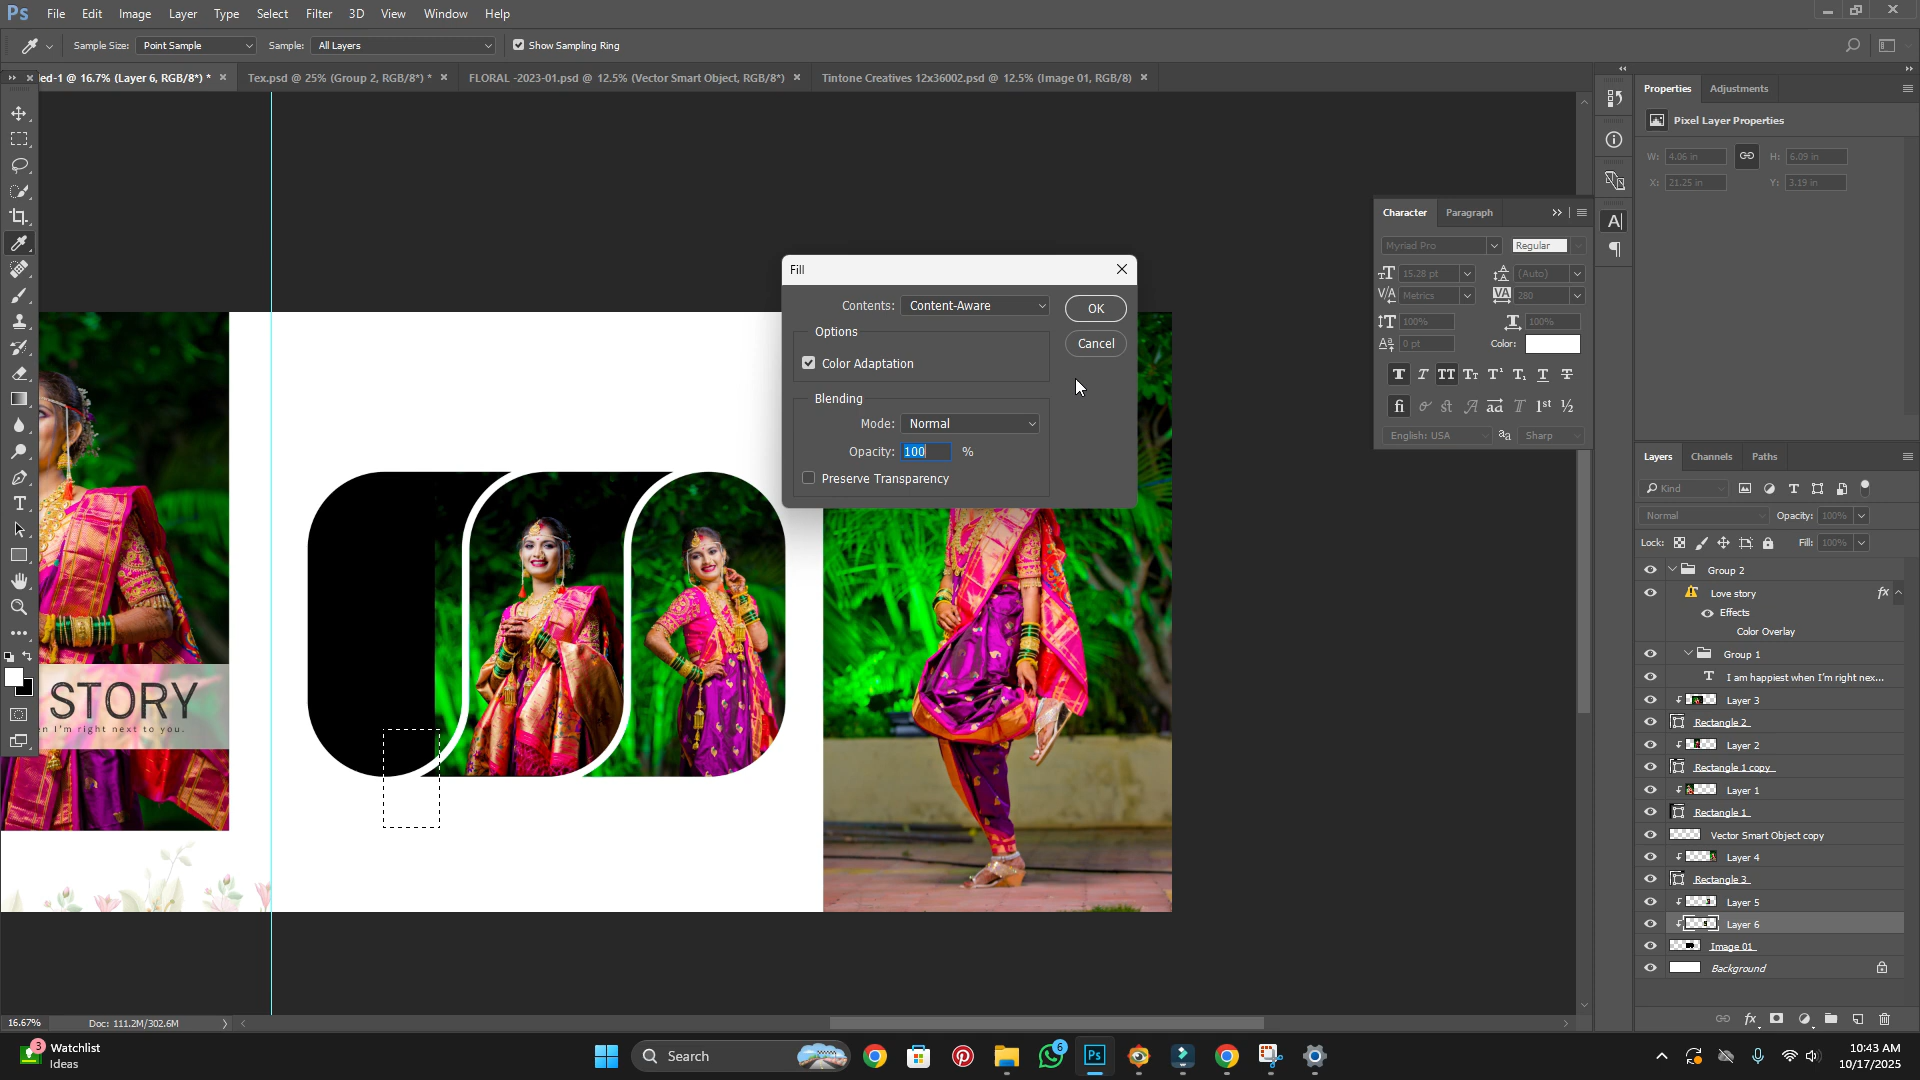 Ps File Edit Image Layer Type Select Filter 3D View Window Help
Sample Size: Point Sample Sample: All Layers Show Sampling Ring
led-1 @ 16.7% (Layer 6, RGB/8*) * Tex.psd @ 25% (Group 2, RGB/8*) * FLORAL -2023-01.psd @ 12.5% (Vector Smart Object, RGB/8*) Tintone Creatives 12x36002.psd @ 12.5% (Image 01, RGB/8)
Properties Adjustments
Pixel Layer Properties
W: 4.06 in H: 6.09 in
X: 21.25 in Y: 3.19 in
Character Paragraph
Myriad Pro Regular
15.28 pt (Auto)
Metrics 280
100% 100%
0 pt Color:
English: USA Sharp
Fill
Contents: Content-Aware
OK
Options
Cancel
Color Adaptation
Blending
Mode: Normal
Opacity: 100 %
Preserve Transparency
STORY
n I'm right next to you.
Layers Channels Paths
Kind
Normal Opacity: 100%
Lock: Fill: 100%
Group 2
Love story fx
Effects
Color Overlay
Group 1
I am happiest when I'm right nex...
Layer 3
Rectangle 2
Layer 2
Rectangle 1 copy
Layer 1
Rectangle 1
Vector Smart Object copy
Layer 4
Rectangle 3
Layer 5
Layer 6
Image 01
Background
16.67% Doc: 111.2M/302.6M
3 Watchlist
Ideas
Search
6
Ps
10:43 AM
10/17/2025